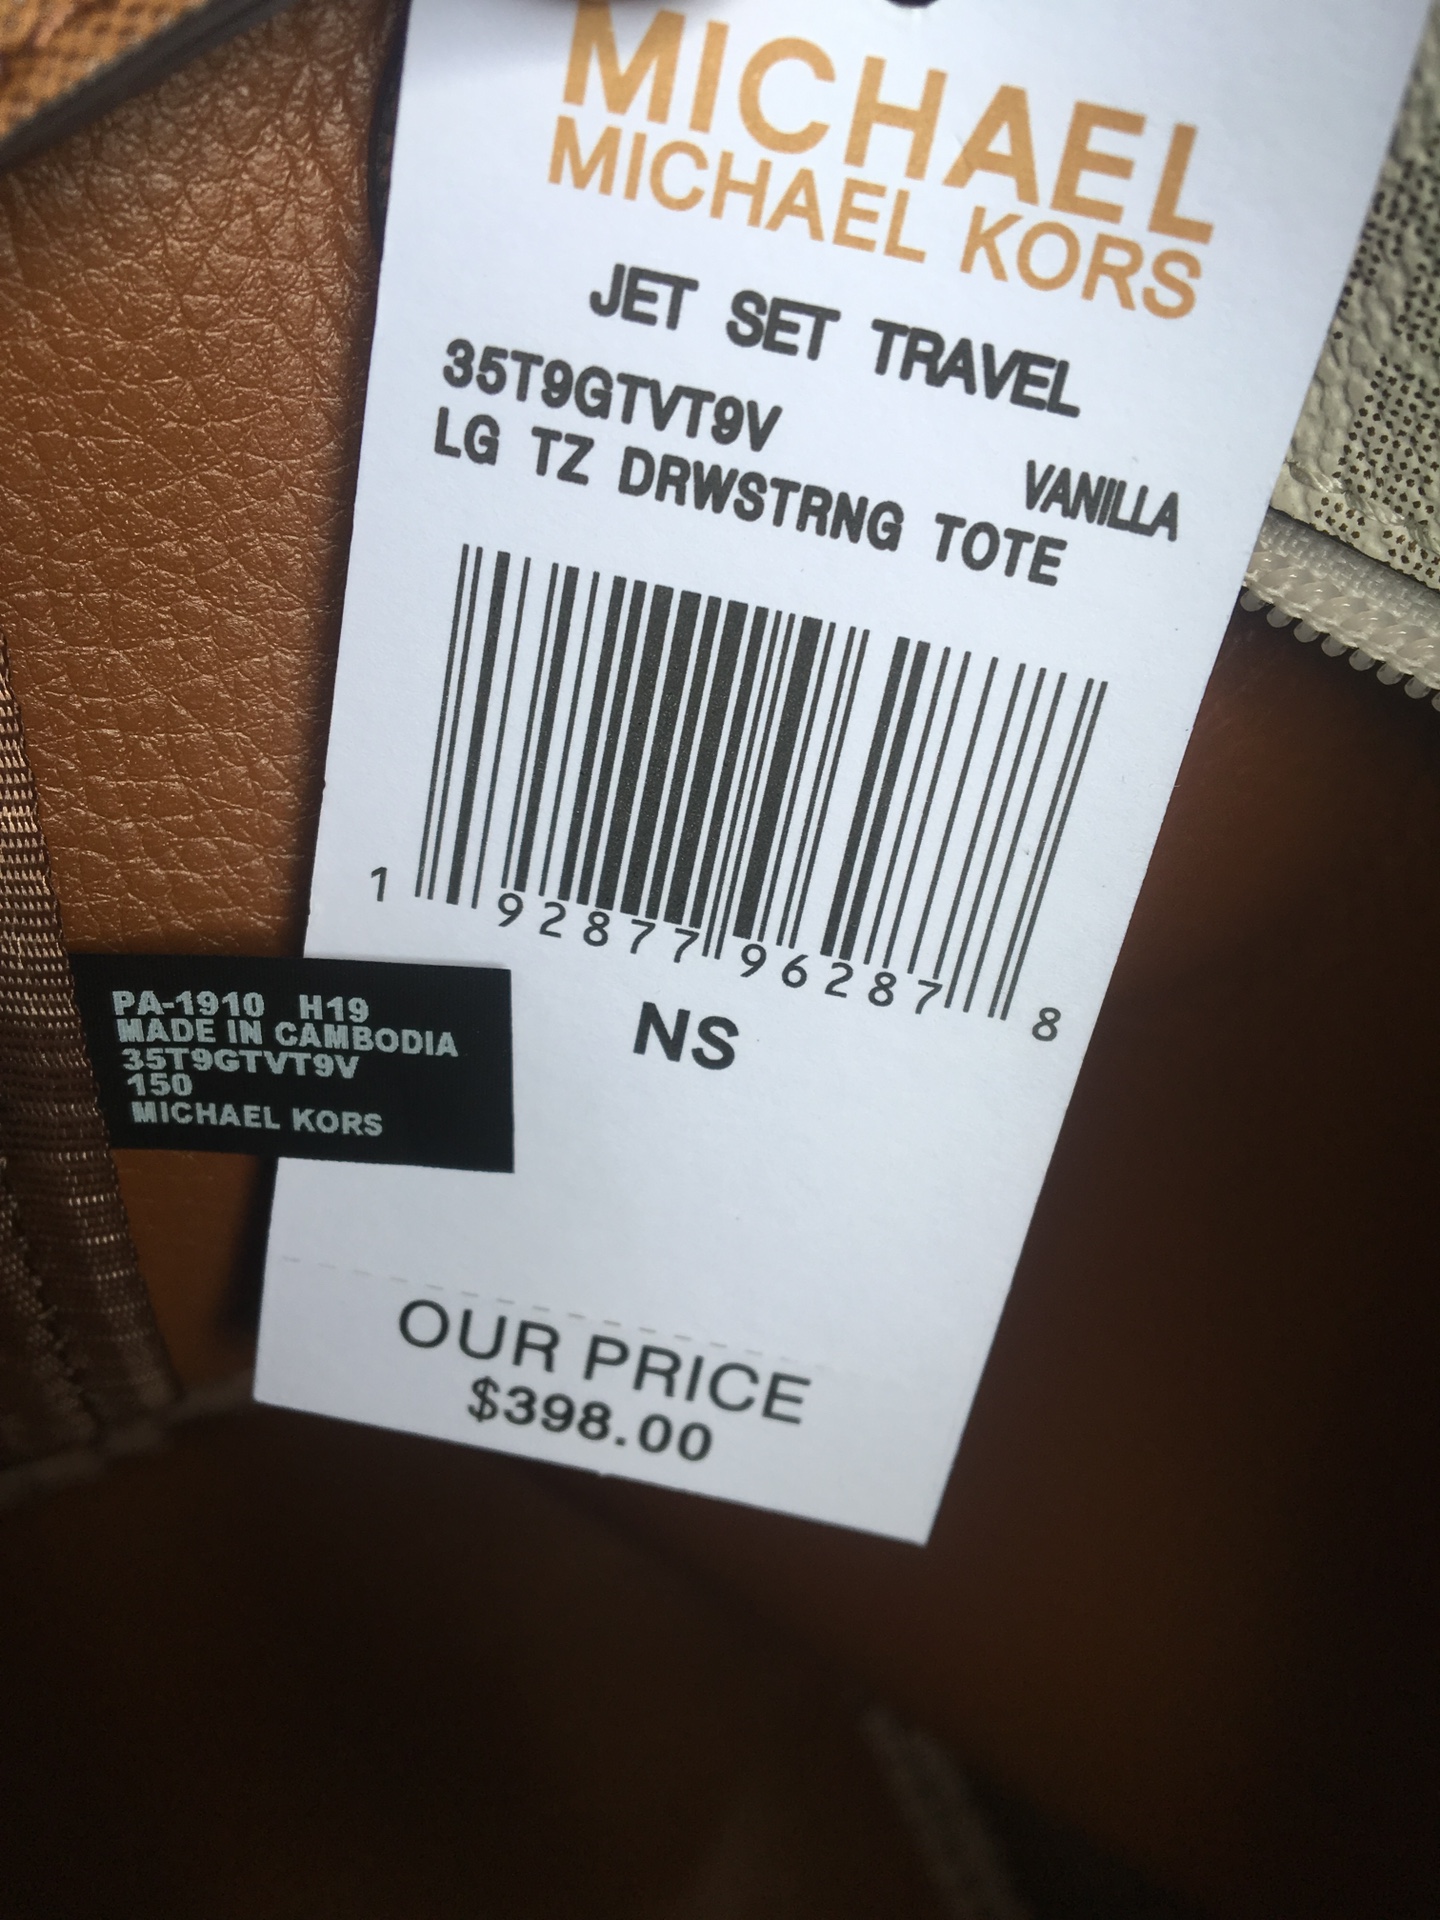 MICHAEL
MICHAEL KORS
JET SET TRAVEL
35T9GTVT9V
VANILLA
LG TZ DRWSTRNG TOTE
1 92877 96287 8
NS
PA-1910 H19
MADE IN CAMBODIA
35T9GTVT9V
150
MICHAEL KORS
OUR PRICE
$398.00